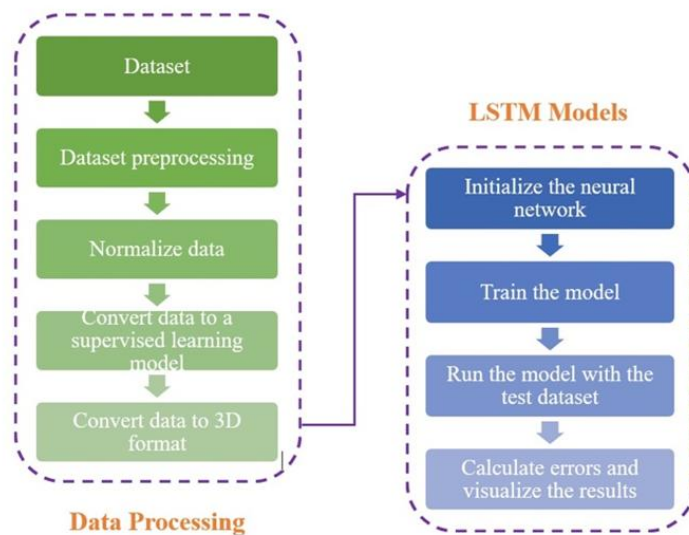 Dataset
Dataset preprocessing
Normalize data
Convert data to a
supervised learning
model
Convert data to 3D
format
Data Processing
LSTM Models
Initialize the neural
network
Train the model
Run the model with the
test dataset
Calculate errors and
visualize the results